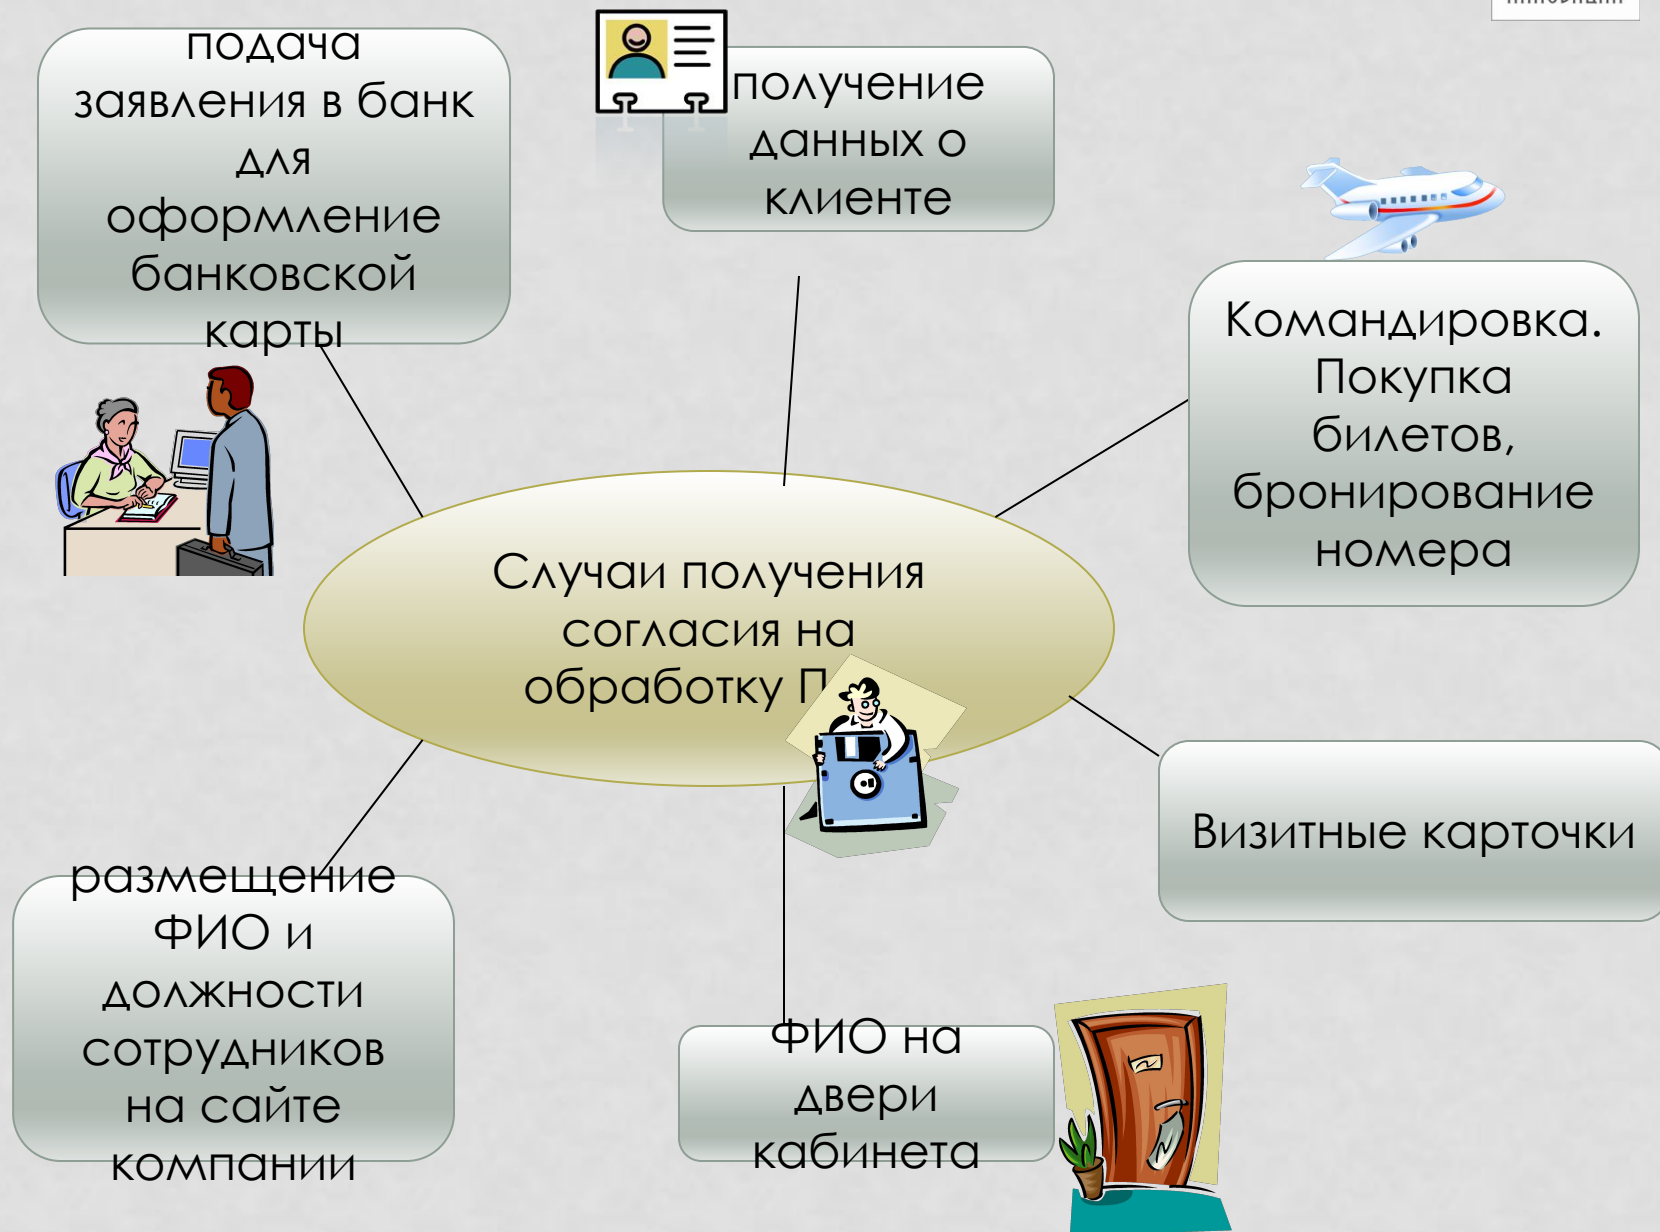 подача
заявления в банк
для
оформление
банковской
карты
получение
данных о
клиенте
Командировка.
Покупка
билетов,
бронирование
номера
Случаи получения
согласия на
обработку
Визитные карточки
размещение
ФИО и
должности
сотрудников
на сайте
компании
ФИО на
двери
кабинета